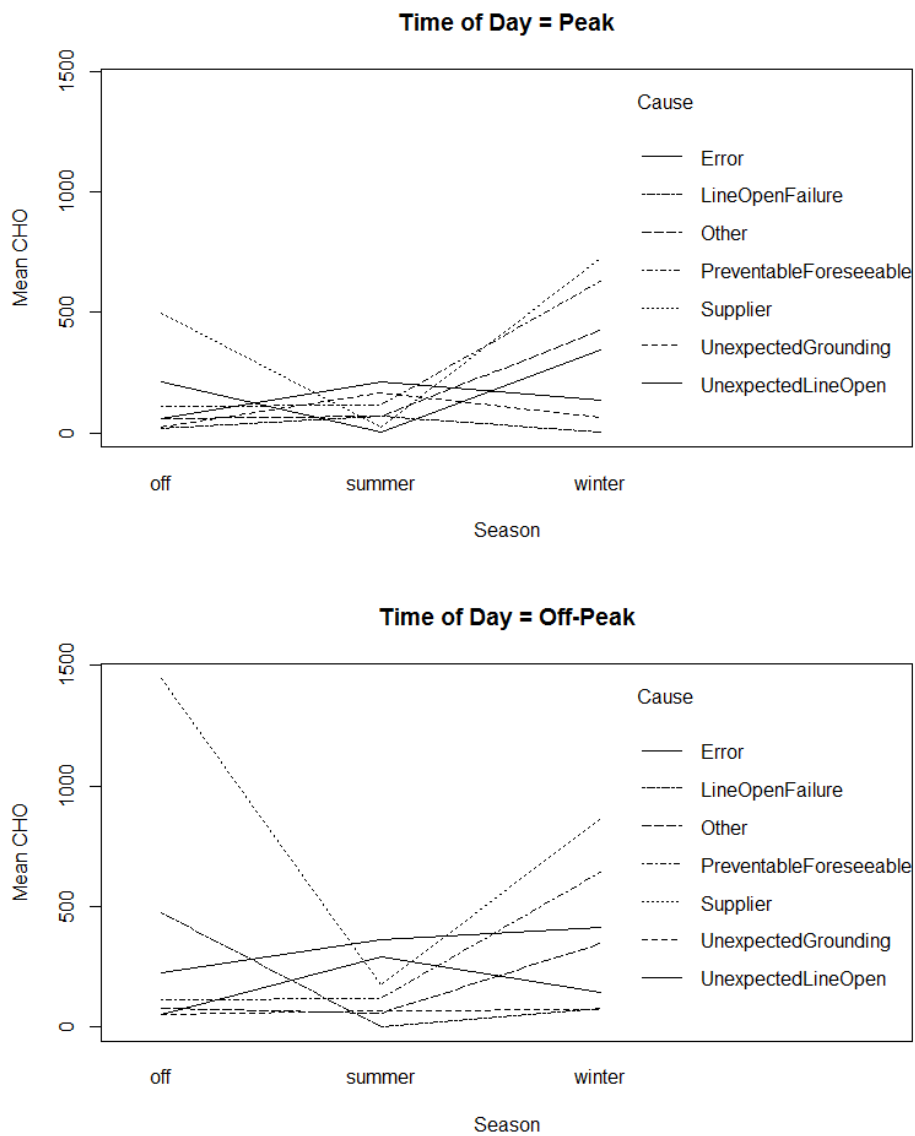 Time of Day = Peak
1500
1000
500
0
Mean CHO
Cause
Error
LineOpenFailure
Other
PreventableForeseeable
Supplier
UnexpectedGrounding
UnexpectedLineOpen
off summer winter
Season
Time of Day = Off-Peak
1500
1000
500
0
Mean CHO
Cause
Error
LineOpenFailure
Other
PreventableForeseeable
Supplier
UnexpectedGrounding
UnexpectedLineOpen
off summer winter
Season